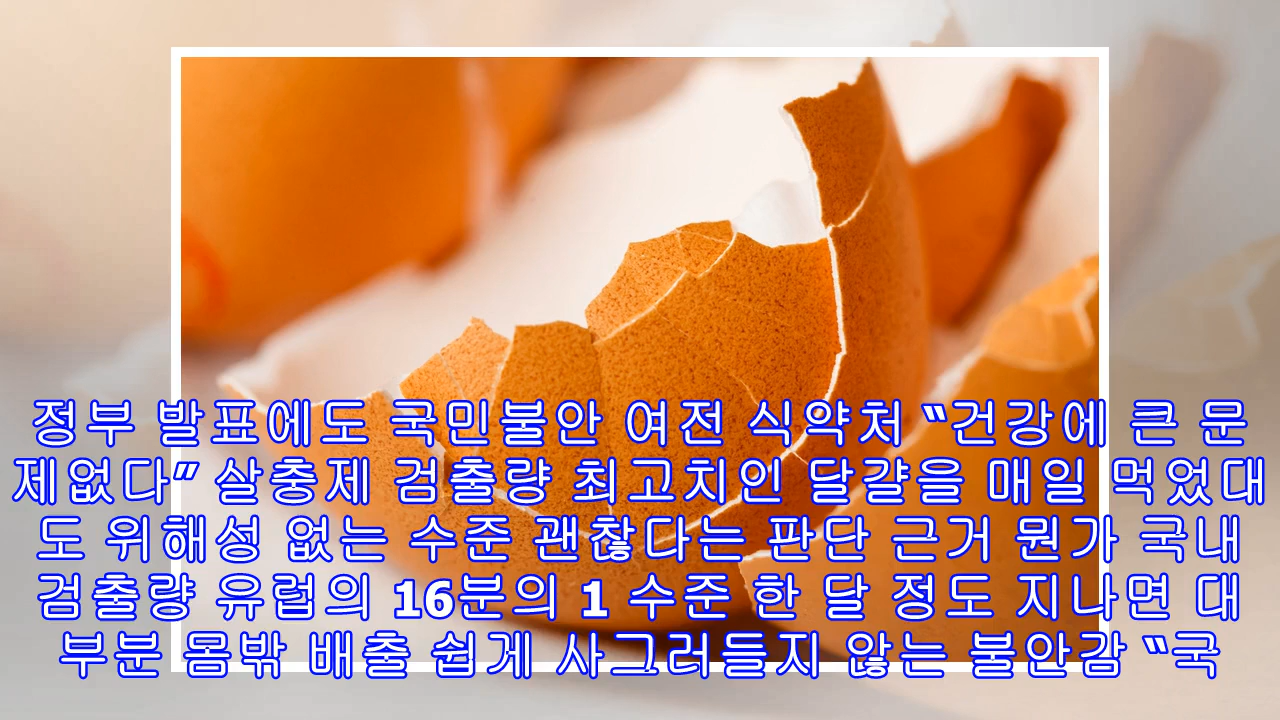 정부 발표에도 국민불안 여전 식약처 “건강에 큰 문
제없다” 살충제 검출량 최고치인 달걀을 매일 먹었대
도 위해성 없는 수준 괜찮다는 판단 근거 뭔가 국내
검출량 유럽의 16분의 1 수준 한 달 정도 지나면 대
부분 몸밖 배출 쉽게 사그러들지 않는 불안감 “국